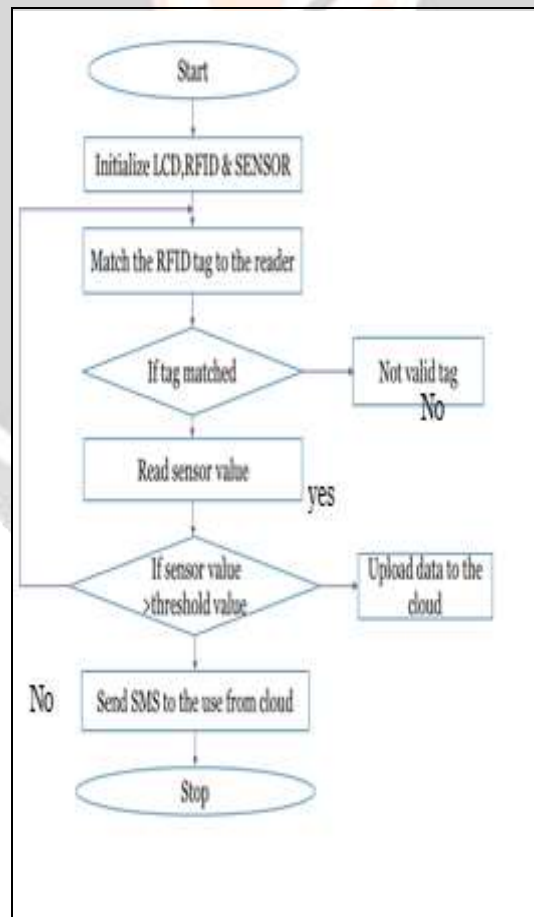 Start
Initialize LCD,RFID & SENSOR
Match the RFID tag to the reader
If tag matched
Not valid tag
No
Read sensor value
yes
If sensor value
>threshold value
Upload data to the
cloud
No
Send SMS to the use from cloud
Stop